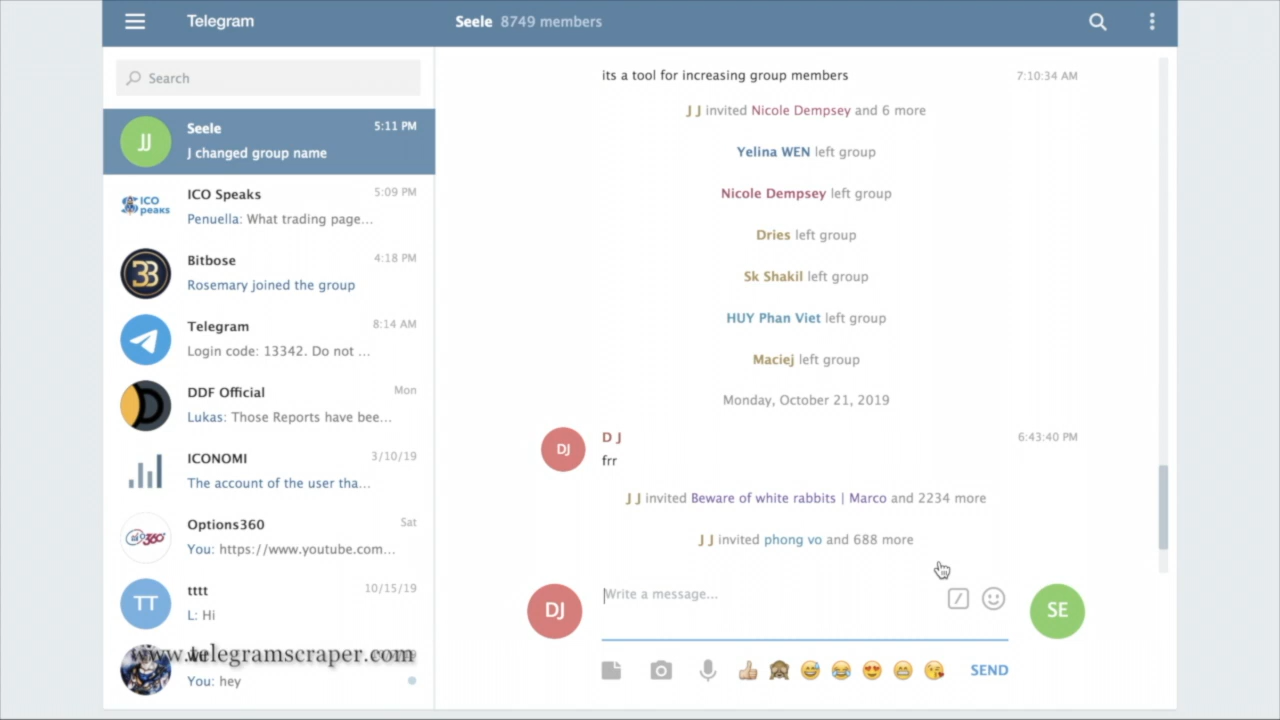 Telegram
Seele 8749 members
Search
JJ
Seele 5:11 PM
J changed group name
ICO peaks
ICO Speaks 5:09 PM
Penuella: What trading page...
Bitbose 4:18 PM
Rosemary joined the group
Telegram 8:14 AM
Login code: 13342. Do not ...
DDF Official Mon
Lukas: Those Reports have bee...
ICONOMI 3/10/19
The account of the user tha...
Options360 Sat
You: https://www.youtube.com...
TT
tttt 10/15/19
L: Hi
www.telegramscraper.com
You: hey
its a tool for increasing group members 7:10:34 AM
J J invited Nicole Dempsey and 6 more
Yelina WEN left group
Nicole Dempsey left group
Dries left group
Sk Shakil left group
HUY Phan Viet left group
Maciej left group
Monday, October 21, 2019
DJ
D J 6:43:40 PM
frr
J J invited Beware of white rabbits | Marco and 2234 more
J J invited phong vo and 688 more
DJ
Write a message...
SE
SEND